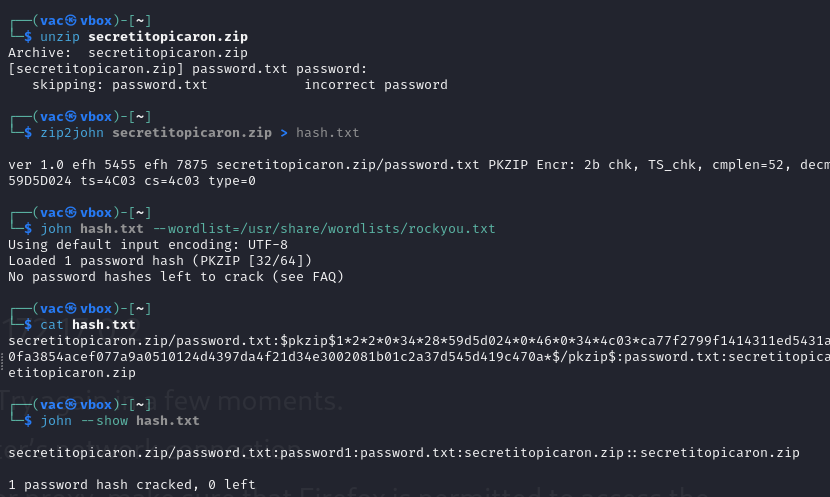 ┌──(vac㉿vbox)-[~]
└─$ unzip secretitopicaron.zip
Archive:  secretitopicaron.zip
[secretitopicaron.zip] password.txt password:
   skipping: password.txt            incorrect password
┌──(vac㉿vbox)-[~]
└─$ zip2john secretitopicaron.zip > hash.txt
ver 1.0 efh 5455 efh 7875 secretitopicaron.zip/password.txt PKZIP Encr: 2b chk, TS_chk, cmplen=52, decm
59D5D024 ts=4C03 cs=4c03 type=0
┌──(vac㉿vbox)-[~]
└─$ john hash.txt --wordlist=/usr/share/wordlists/rockyou.txt
Using default input encoding: UTF-8
Loaded 1 password hash (PKZIP [32/64])
No password hashes left to crack (see FAQ)
┌──(vac㉿vbox)-[~]
└─$ cat hash.txt
secretitopicaron.zip/password.txt:$pkzip$1*2*2*0*34*28*59d5d024*0*46*0*34*4c03*ca77f2799f1414311ed5431a
0fa3854acef077a9a0510124d4397da4f21d34e3002081b01c2a37d545d419c470a*$/pkzip$:password.txt:secretitopica
etitopicaron.zip
┌──(vac㉿vbox)-[~]
└─$ john --show hash.txt
secretitopicaron.zip/password.txt:password1:password.txt:secretitopicaron.zip::secretitopicaron.zip
1 password hash cracked, 0 left